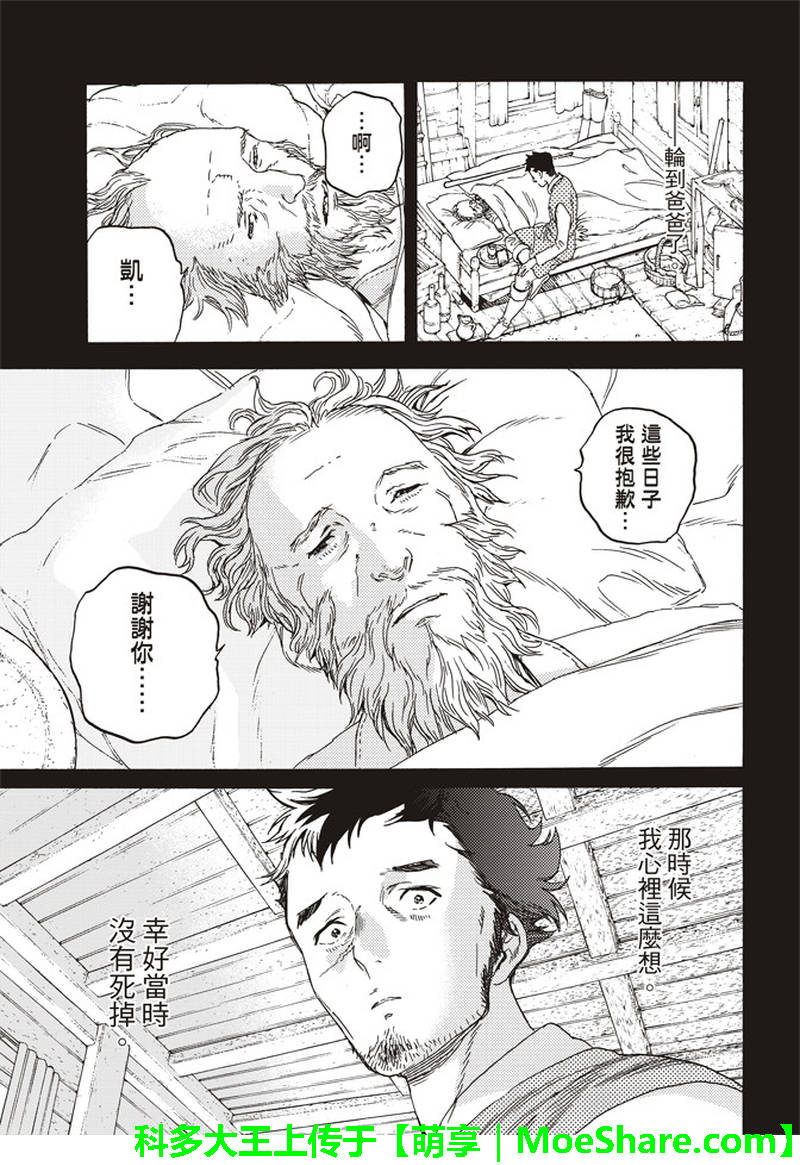 ——輪到爸爸了。
…啊…
凱…
這些日子
我很抱歉…
謝謝
你……
那時候
我心裡這麼想。
幸好當時
沒有死掉。
科多大王上传于【萌享/MoeShare.com】